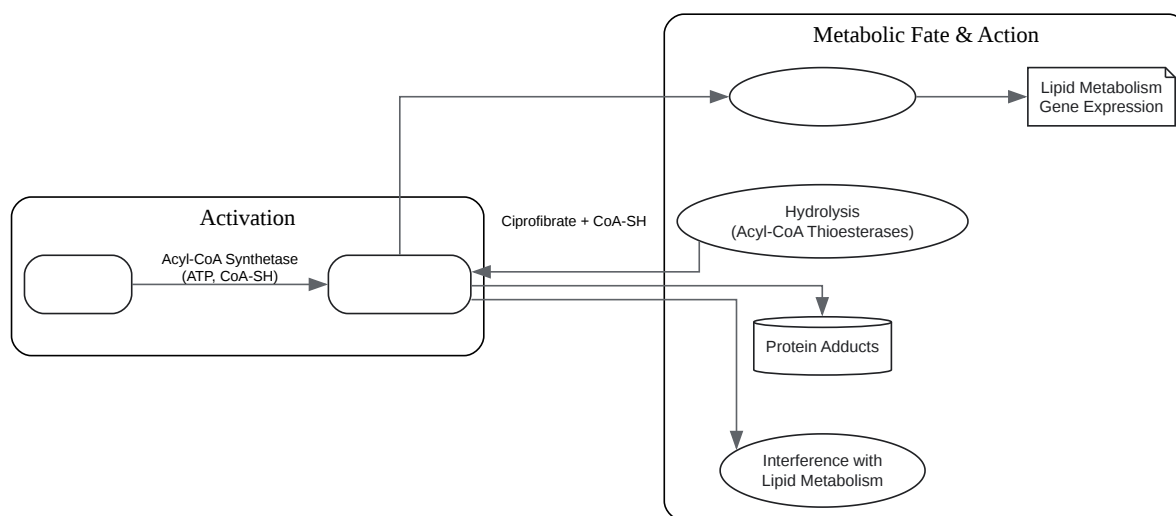 Metabolic Fate & Action
Lipid Metabolism
Gene Expression
Activation
Ciprofibrate + CoA-SH
Hydrolysis
(Acyl-CoA Thioesterases)
Acyl-CoA Synthetase
(ATP, CoA-SH)
Protein Adducts
Interference with
Lipid Metabolism